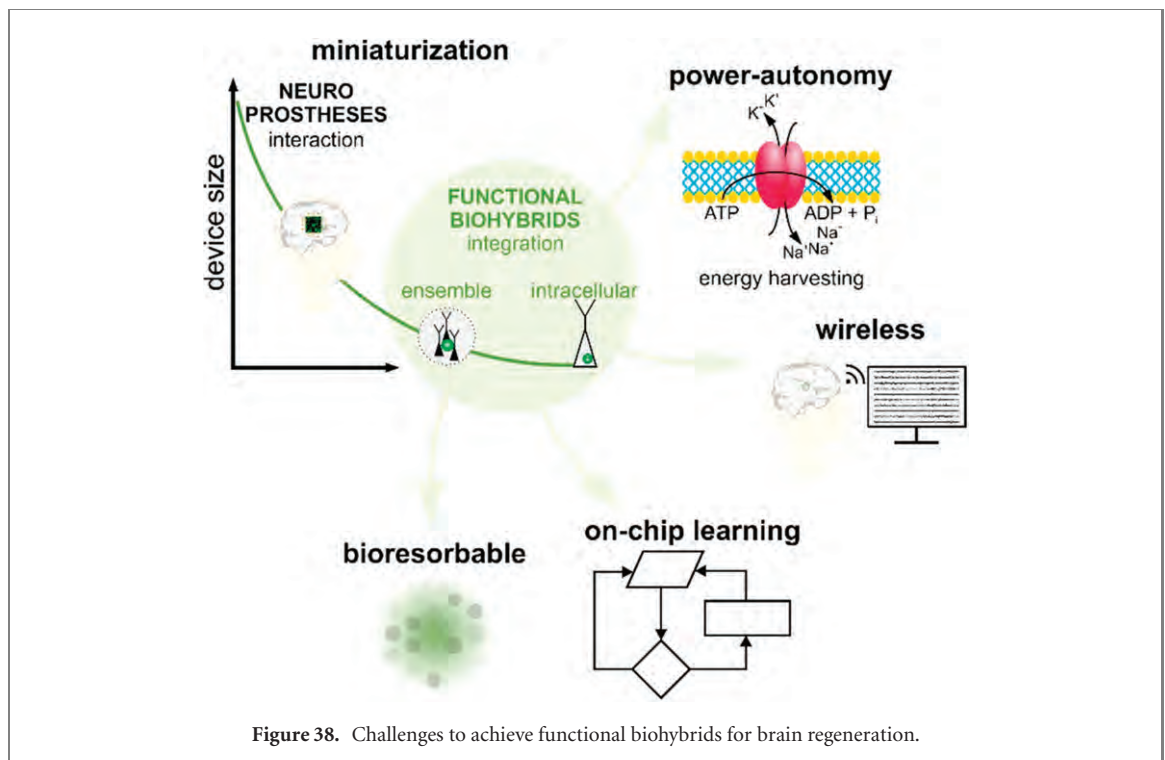 miniaturization
NEURO
PROSTHESES
interaction
device size
FUNCTIONAL
BIOHYBRIDS
integration
ensemble
intracellular
power-autonomy
K⁺K⁺
ATP
ADP + Pᵢ
Na⁺
Na⁺Na⁺
energy harvesting
wireless
bioresorbable
on-chip learning
Figure 38. Challenges to achieve functional biohybrids for brain regeneration.